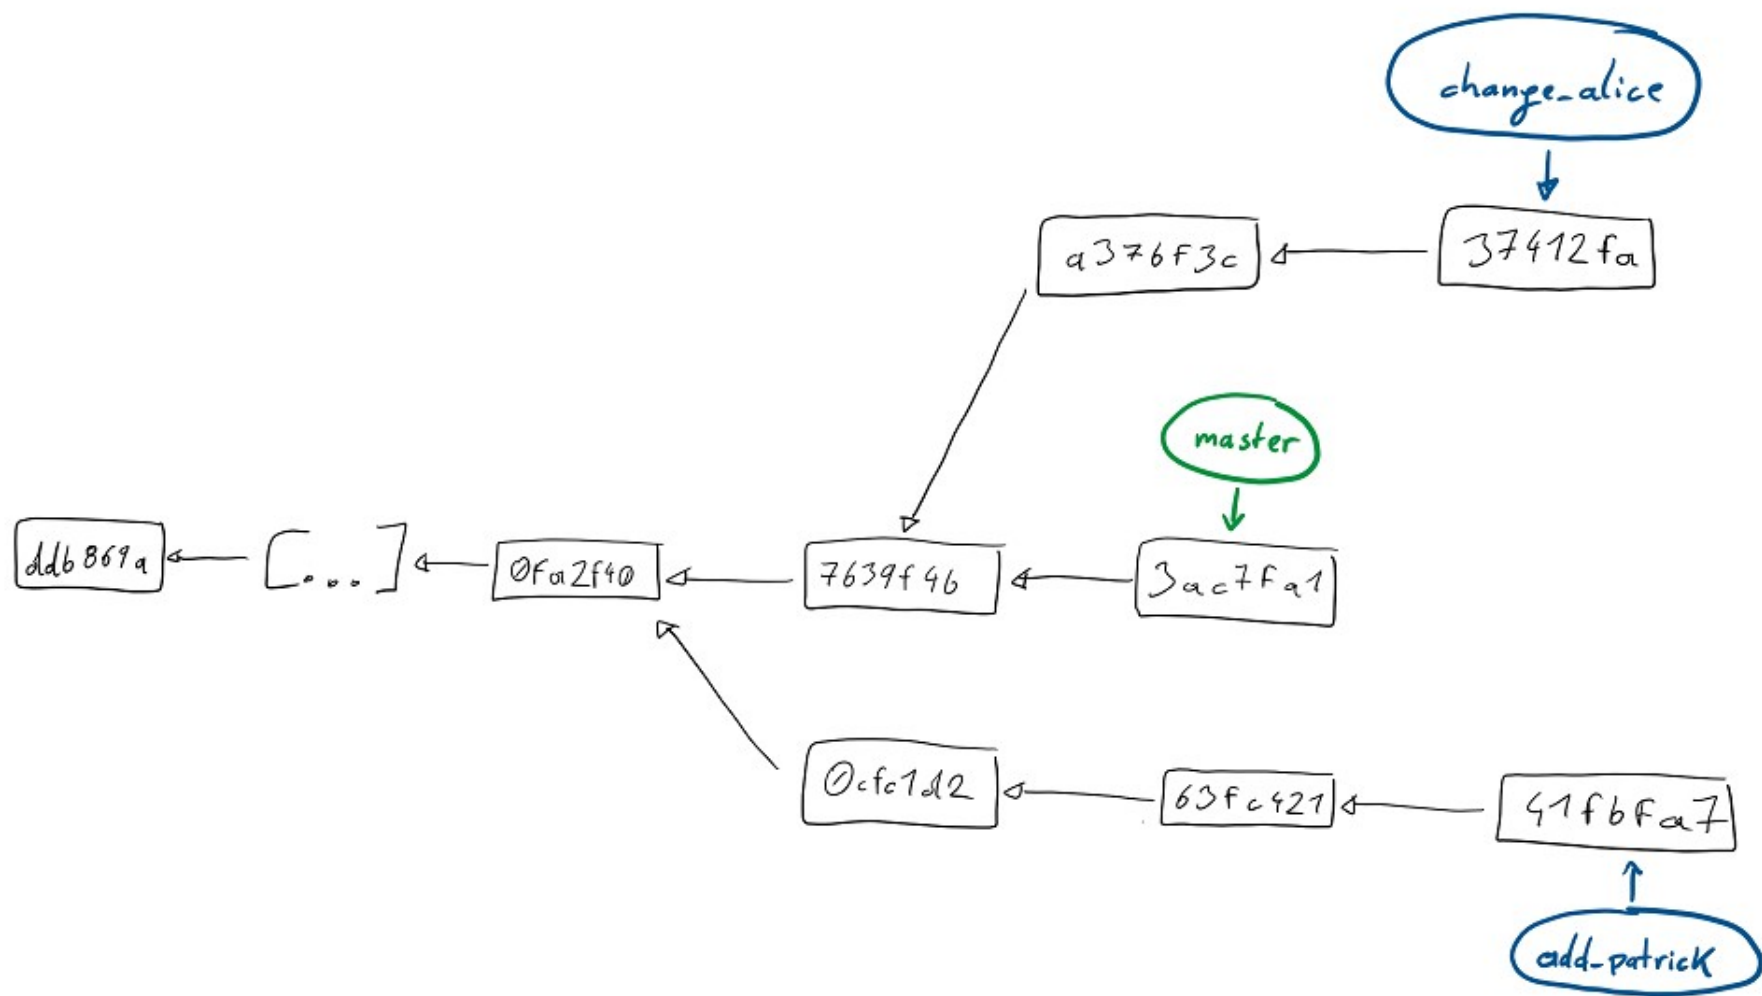 change_alice
a376f3c
37412fa
master
ddb869a
[...]
0fa2f40
7639f46
3ac7fa1
0cfc1d2
63fc421
41fbfa7
add_patrick